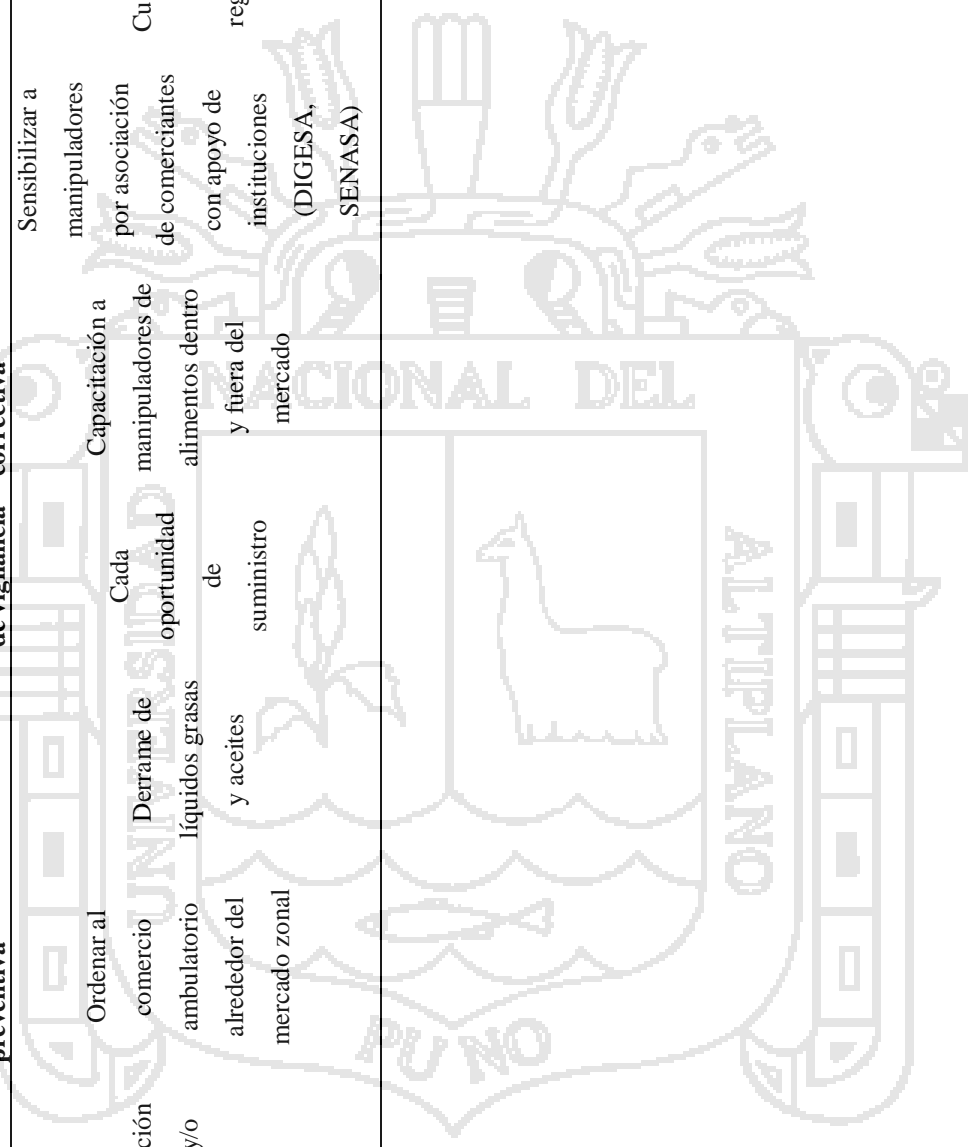 preventiva
de vigilancia
correctiva
ción
y/o
Ordenar al
comercio
ambulatorio
alrededor del
mercado zonal
Derrame de
líquidos grasas
y aceites
Cada
oportunidad
de
suministro
Capacitación a
manipuladores de
alimentos dentro
y fuera del
mercado
Sensibilizar a
manipuladores
por asociación
de comerciantes
con apoyo de
instituciones
(DIGESA,
SENASA)
Cu
reg
UNIVERSIDAD
NACIONAL DEL
ALTIPLANO
PUNO